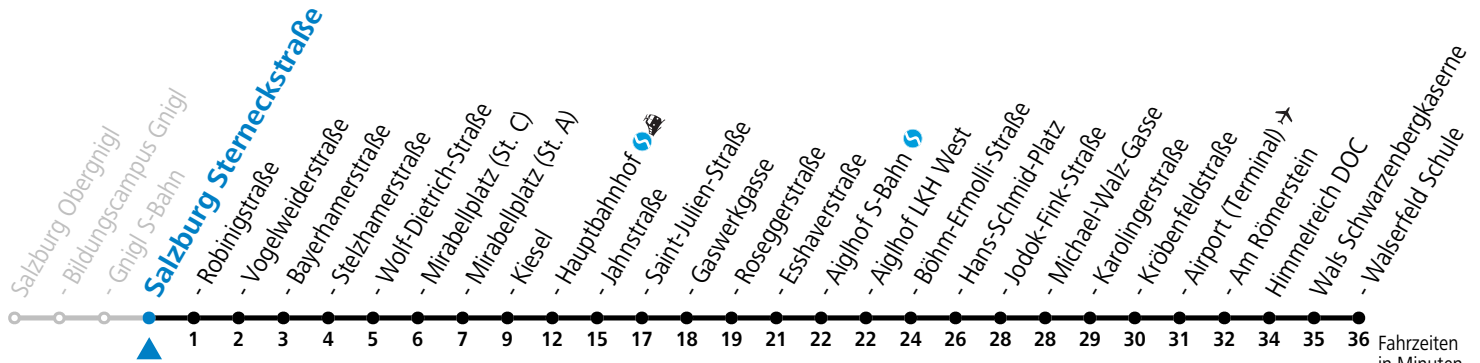 Salzburg Obergnigl
- Bildungscampus Gnigl
- Gnigl S-Bahn
Salzburg Sterneckstraße
- Robinigstraße
- Vogelweiderstraße
- Bayerhamerstraße
- Stelzhamerstraße
- Wolf-Dietrich-Straße
- Mirabellplatz (St. C)
- Mirabellplatz (St. A)
- Kiesel
- Hauptbahnhof
- Jahnstraße
- Saint-Julien-Straße
- Gaswerkgasse
- Roseggerstraße
- Esshaverstraße
- Aiglhof S-Bahn
- Aiglhof LKH West
- Böhm-Ermolli-Straße
- Hans-Schmid-Platz
- Jodok-Fink-Straße
- Michael-Walz-Gasse
- Karolingerstraße
- Kröbenfeldstraße
- Airport (Terminal)
- Am Römerstein
Himmelreich DOC
Wals Schwarzenbergkaserne
- Walserfeld Schule
1 2 3 4 5 6 7 9 12 15 17 18 19 21 22 22 24 26 28 28 29 30 31 32 34 35 36
Fahrzeiten
in Minuten